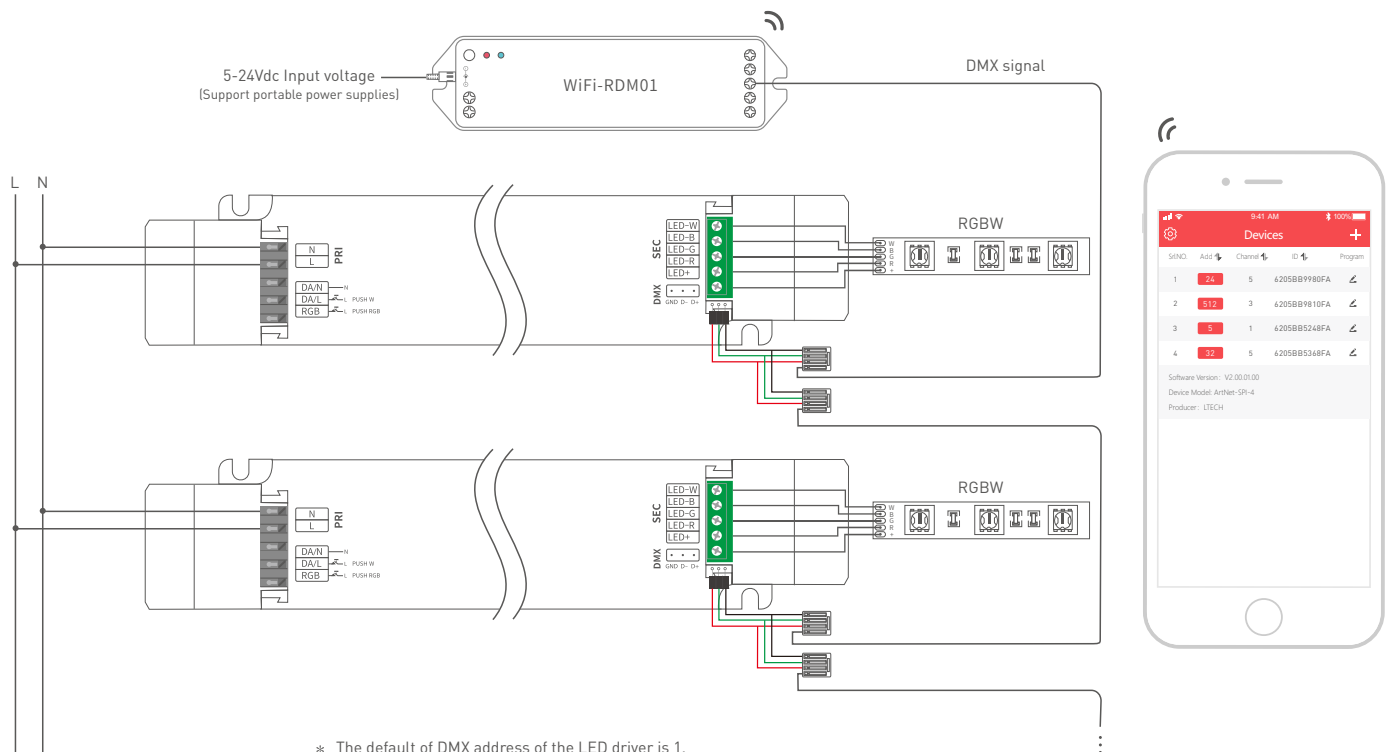 5-24Vdc Input voltage
(Support portable power supplies)
WiFi-RDM01
DMX signal
L N
N
L
PRI
DA/N N
DA/L L PUSH W
RGB L PUSH RGB
SEC
LED-W
LED-B
LED-G
LED-R
LED+
DMX
GND D- D+
RGBW
W
B
G
R
+
N
L
PRI
DA/N N
DA/L L PUSH W
RGB L PUSH RGB
SEC
LED-W
LED-B
LED-G
LED-R
LED+
DMX
GND D- D+
RGBW
W
B
G
R
+
9:41 AM 100%
Devices +
Srl.NO. Add Channel ID Program
1 24 5 6205BB9980FA
2 512 3 6205BB9810FA
3 5 1 6205BB5248FA
4 32 5 6205BB5368FA
Software Version: V2.00.01.00
Device Model: ArtNet-SPI-4
Producer: LTECH
* The default of DMX address of the LED driver is 1.